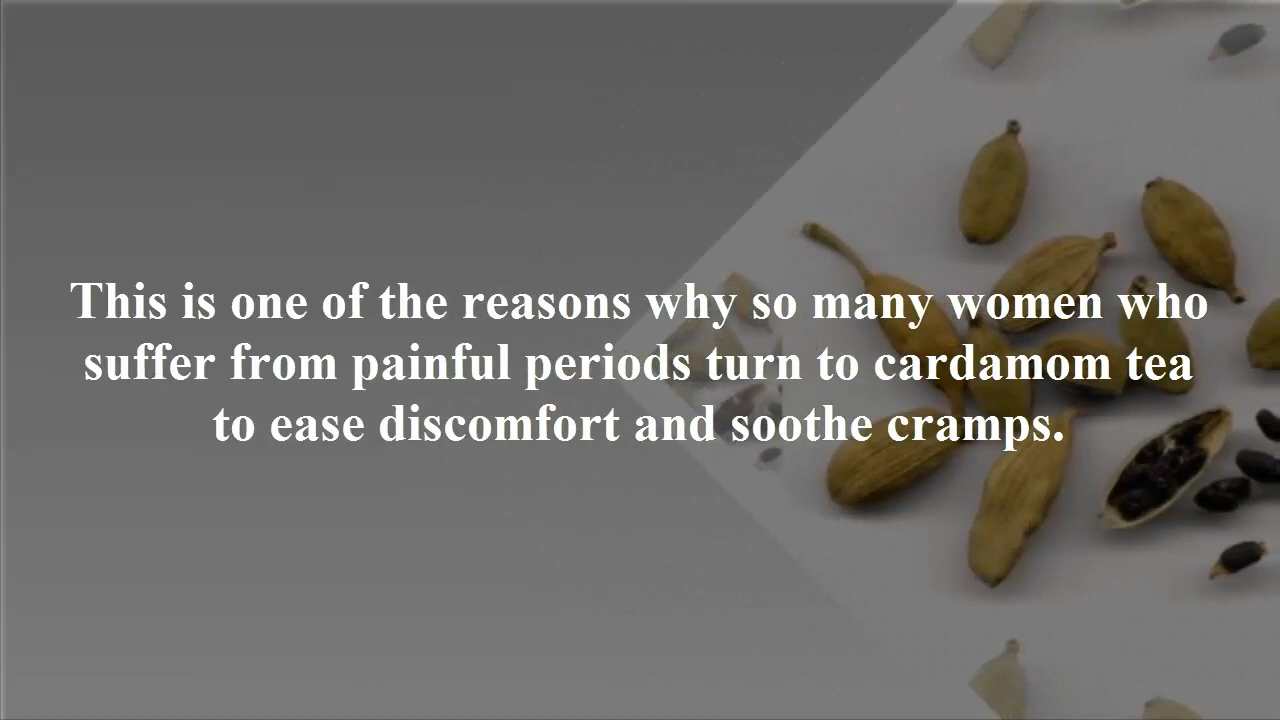 This is one of the reasons why so many women who
suffer from painful periods turn to cardamom tea
to ease discomfort and soothe cramps.